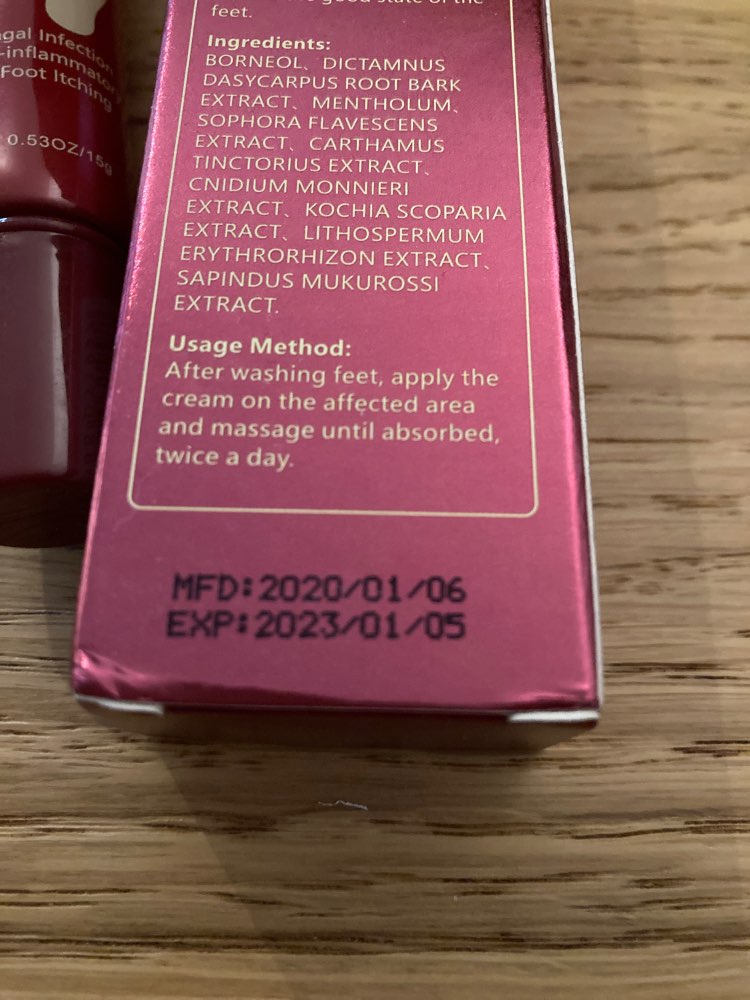 feet.
Ingredients:
BORNEOL、DICTAMNUS
DASYCARPUS ROOT BARK
EXTRACT、MENTHOLUM、
SOPHORA FLAVESCENS
EXTRACT、CARTHAMUS
TINCTORIUS EXTRACT、
CNIDIUM MONNIERI
EXTRACT、KOCHIA SCOPARIA
EXTRACT、LITHOSPERMUM
ERYTHRORHIZON EXTRACT、
SAPINDUS MUKUROSSI
EXTRACT.
Usage Method:
After washing feet, apply the
cream on the affected area
and massage until absorbed,
twice a day.
MFD:2020/01/06
EXP:2023/01/05
Infection
Foot Itching
0.53OZ/15g